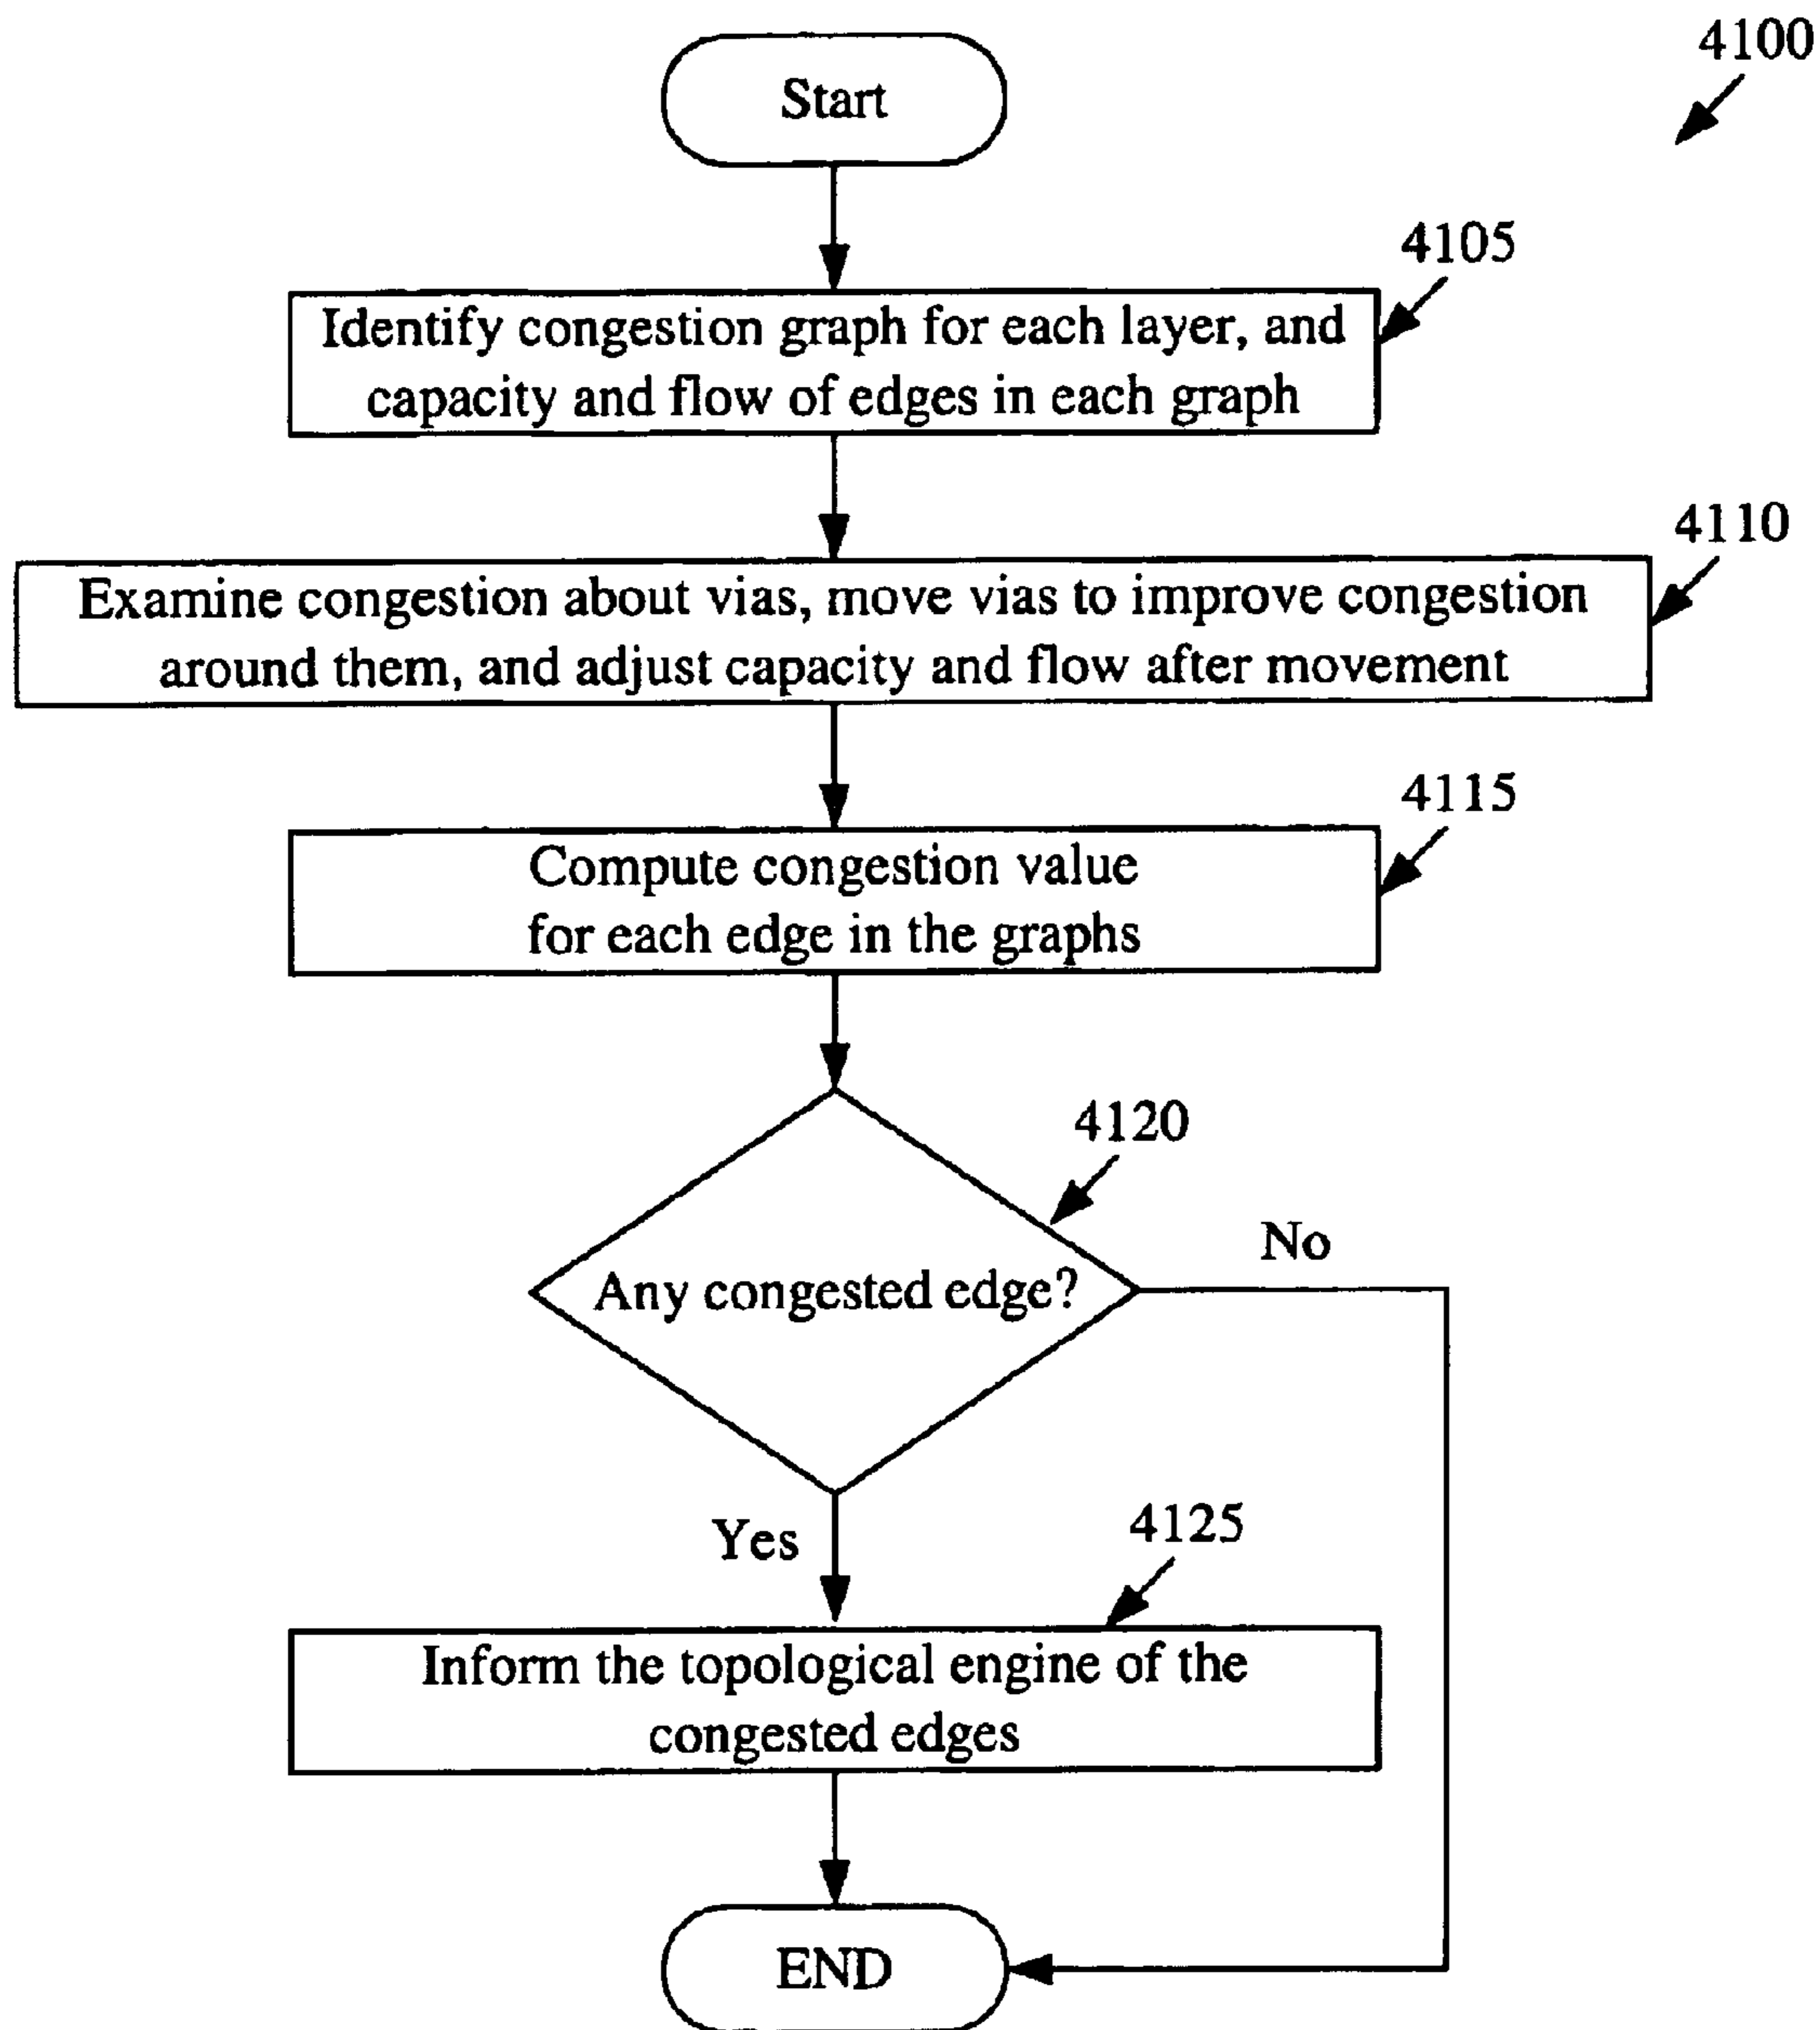 4100
Start
4105
Identify congestion graph for each layer, and
capacity and flow of edges in each graph
4110
Examine congestion about vias, move vias to improve congestion
around them, and adjust capacity and flow after movement
4115
Compute congestion value
for each edge in the graphs
4120
No
Any congested edge?
Yes
4125
Inform the topological engine of the
congested edges
END